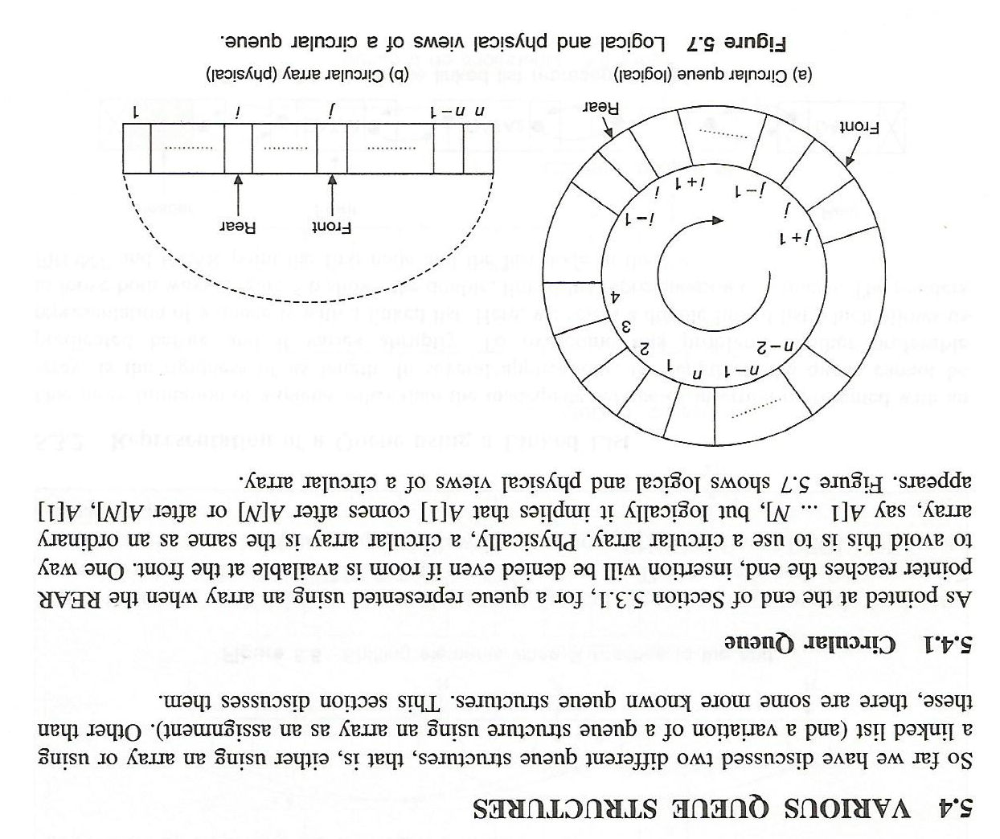 5.4 VARIOUS QUEUE STRUCTURES
So far we have discussed two different queue structures, that is, either using an array or using
a linked list (and a variation of a queue structure using an array as an assignment). Other than
these, there are some more known queue structures. This section discusses them.
5.4.1 Circular Queue
As pointed at the end of Section 5.3.1, for a queue represented using an array when the REAR
pointer reaches the end, insertion will be denied even if room is available at the front. One way
to avoid this is to use a circular array. Physically, a circular array is the same as an ordinary
array, say A[1 ... N], but logically it implies that A[1] comes after A[N] or after A[N], A[1]
appears. Figure 5.7 shows logical and physical views of a circular array.
n
1
2
3
4
i–1
i
i+1
j–1
j
j+1
n–2
n–1
Rear
Front
(a) Circular queue (logical)
Rear
Front
1
i
j
n–1
n
(b) Circular array (physical)
Figure 5.7 Logical and physical views of a circular queue.